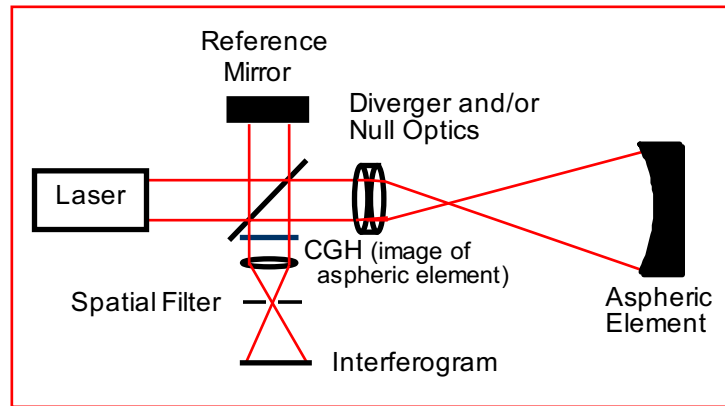 Reference
Mirror
Diverger and/or
Null Optics
Laser
CGH (image of
aspheric element)
Spatial Filter
Aspheric
Element
Interferogram